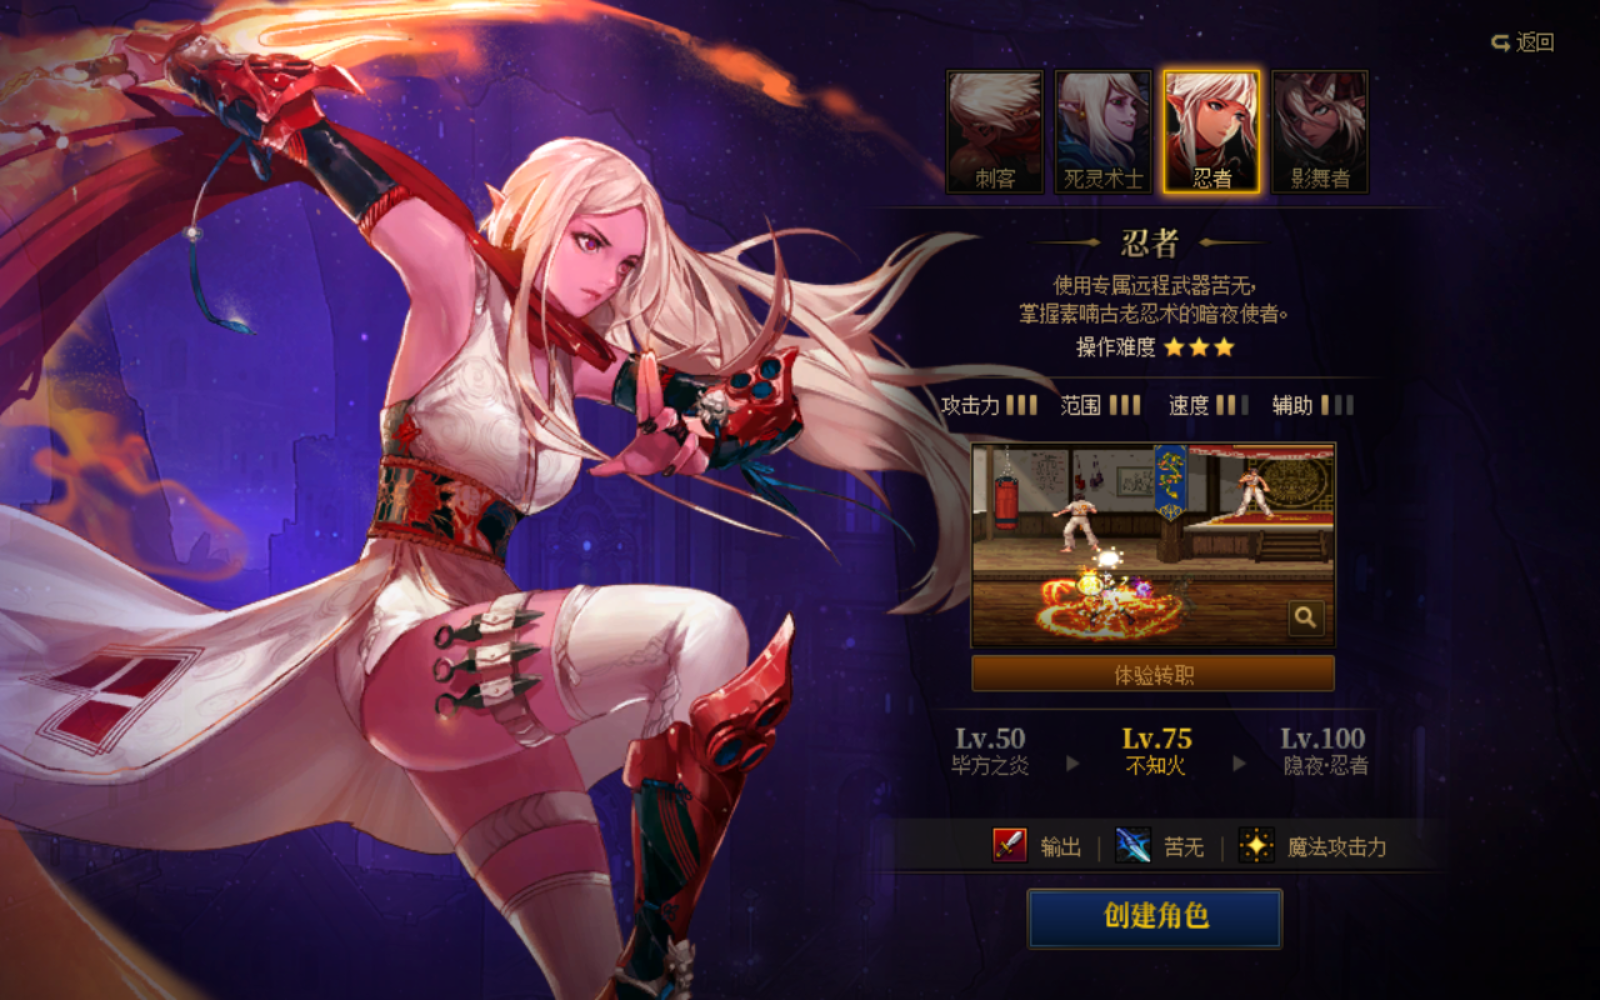 返回
刺客
死灵术士
忍者
影舞者
忍者
使用专属远程武器苦无，
掌握素喃古老忍术的暗夜使者。
操作难度
攻击力 范围 速度 辅助
体验转职
Lv.50 Lv.75 Lv.100
毕方之炎 不知火 隐夜·忍者
输出 | 苦无 | 魔法攻击力
创建角色